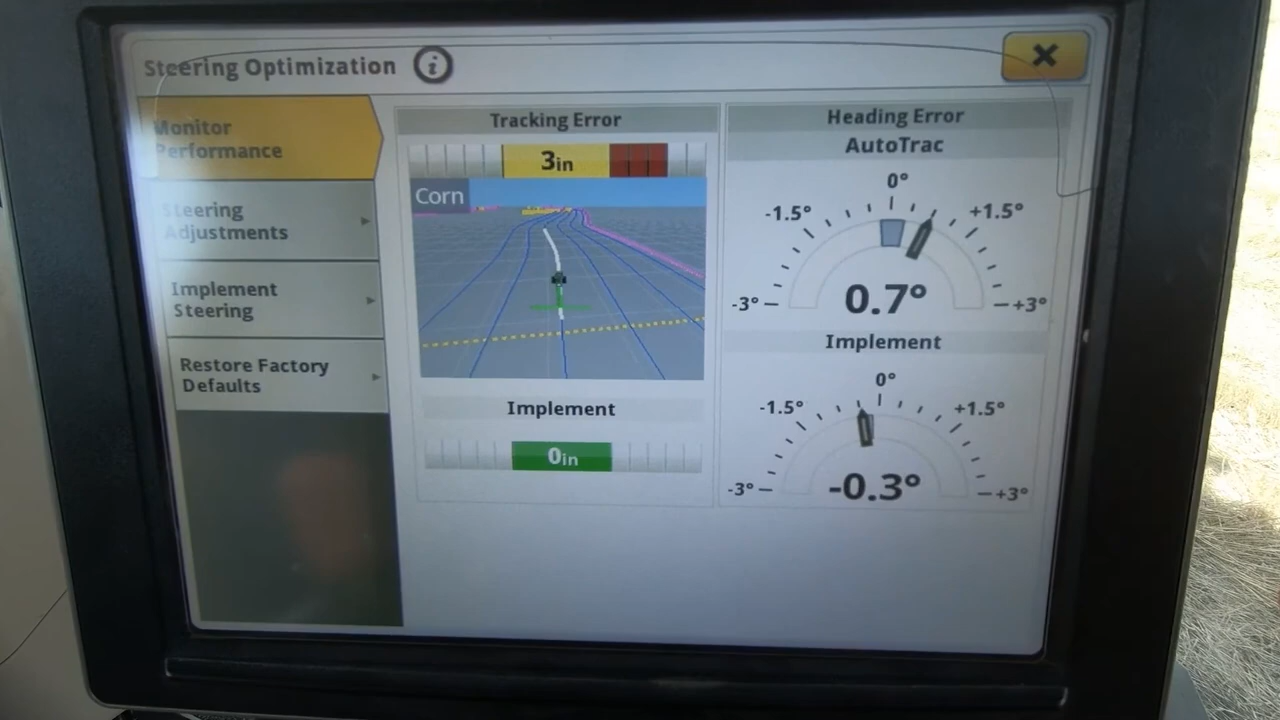 Steering Optimization
Monitor
Performance
Steering
Adjustments
Implement
Steering
Restore Factory
Defaults
Tracking Error
3in
Corn
Implement
0in
Heading Error
AutoTrac
0°
-1.5°
+1.5°
-3°
+3°
0.7°
Implement
0°
-1.5°
+1.5°
-3°
+3°
-0.3°